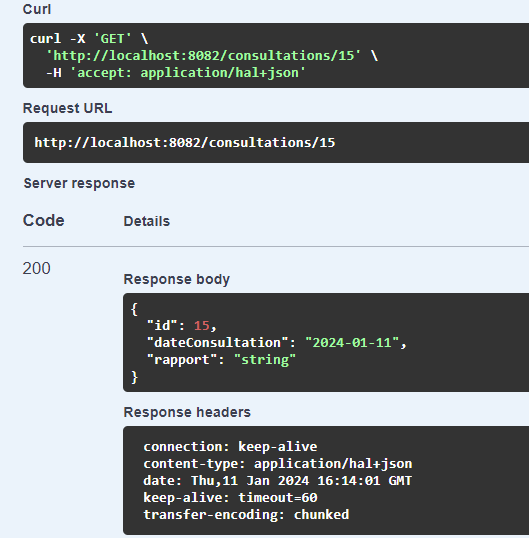 Curl
curl -X 'GET' \
'http://localhost:8082/consultations/15' \
-H 'accept: application/hal+json'
Request URL
http://localhost:8082/consultations/15
Server response
Code Details
200
Response body
{
"id": 15,
"dateConsultation": "2024-01-11",
"rapport": "string"
}
Response headers
connection: keep-alive
content-type: application/hal+json
date: Thu,11 Jan 2024 16:14:01 GMT
keep-alive: timeout=60
transfer-encoding: chunked